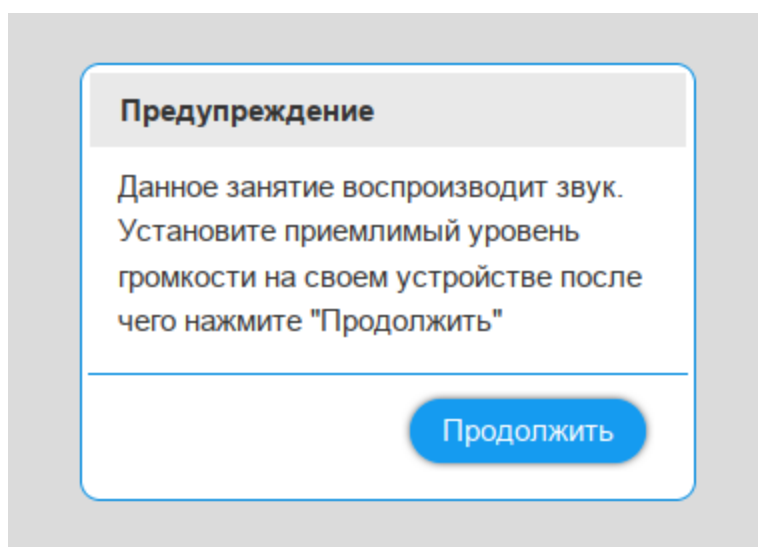 Предупреждение
Данное занятие воспроизводит звук.
Установите приемлимый уровень
громкости на своем устройстве после
чего нажмите "Продолжить"
Продолжить